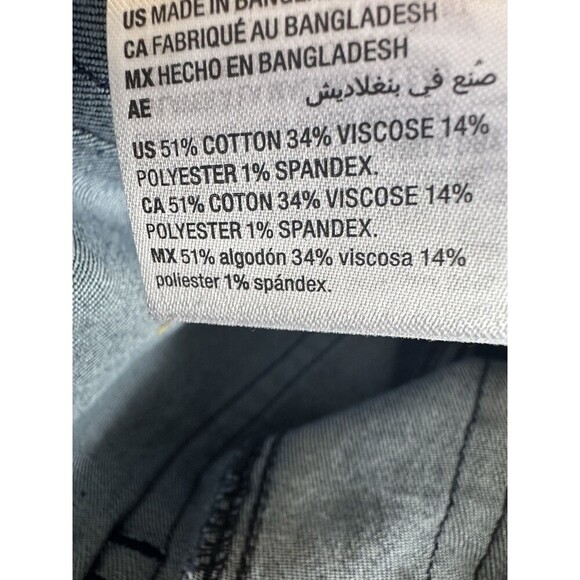 US MADE IN BANGLADESH
CA FABRIQUÉ AU BANGLADESH
MX HECHO EN BANGLADESH
AE صُنع في بنغلاديش
US 51% COTTON 34% VISCOSE 14%
POLYESTER 1% SPANDEX.
CA 51% COTON 34% VISCOSE 14%
POLYESTER 1% SPANDEX.
MX 51% algodón 34% viscosa 14%
poliester 1% spándex.